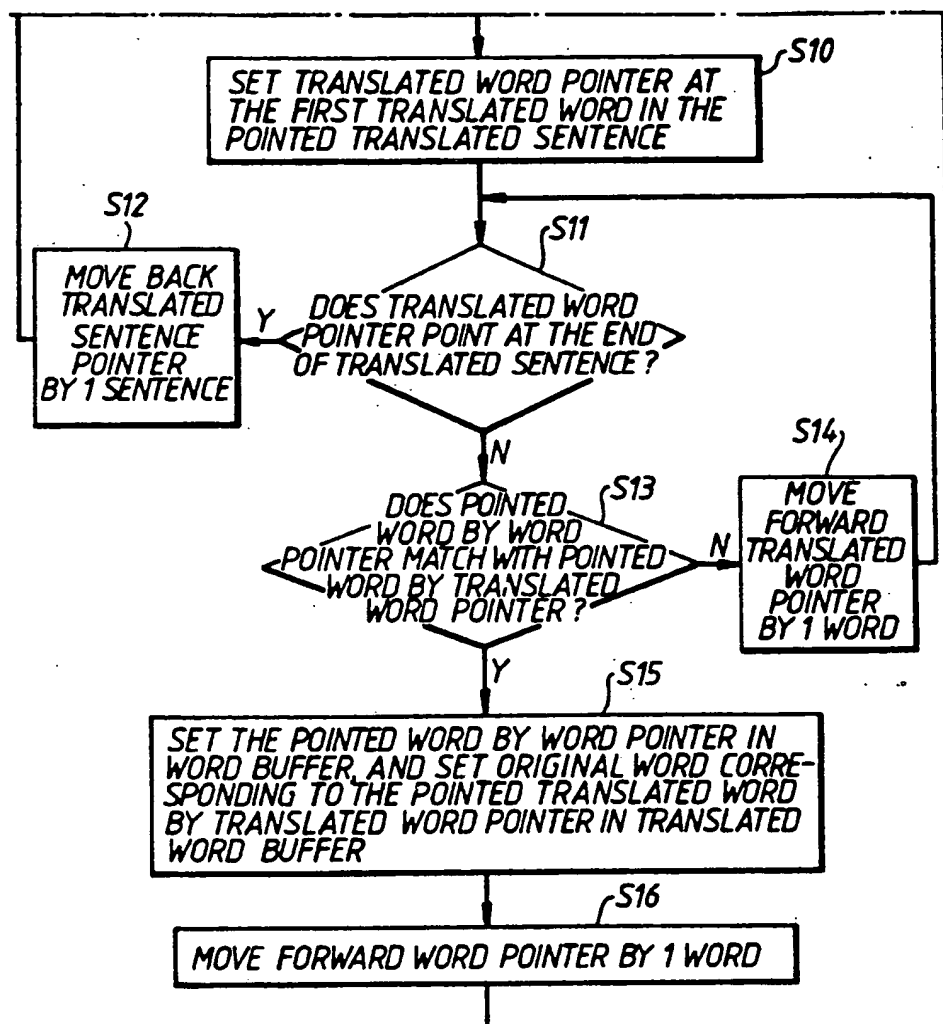 S10
SET TRANSLATED WORD POINTER AT
THE FIRST TRANSLATED WORD IN THE
POINTED TRANSLATED SENTENCE
S12
MOVE BACK
TRANSLATED
SENTENCE
POINTER
BY 1 SENTENCE
S11
DOES TRANSLATED WORD
POINTER POINT AT THE END
OF TRANSLATED SENTENCE ?
Y
N
S13
DOES POINTED
WORD BY WORD
POINTER MATCH WITH POINTED
WORD BY TRANSLATED
WORD POINTER ?
N
S14
MOVE
FORWARD
TRANSLATED
WORD
POINTER
BY 1 WORD
Y
S15
SET THE POINTED WORD BY WORD POINTER IN
WORD BUFFER, AND SET ORIGINAL WORD CORRE-
SPONDING TO THE POINTED TRANSLATED WORD
BY TRANSLATED WORD POINTER IN TRANSLATED
WORD BUFFER
S16
MOVE FORWARD WORD POINTER BY 1 WORD